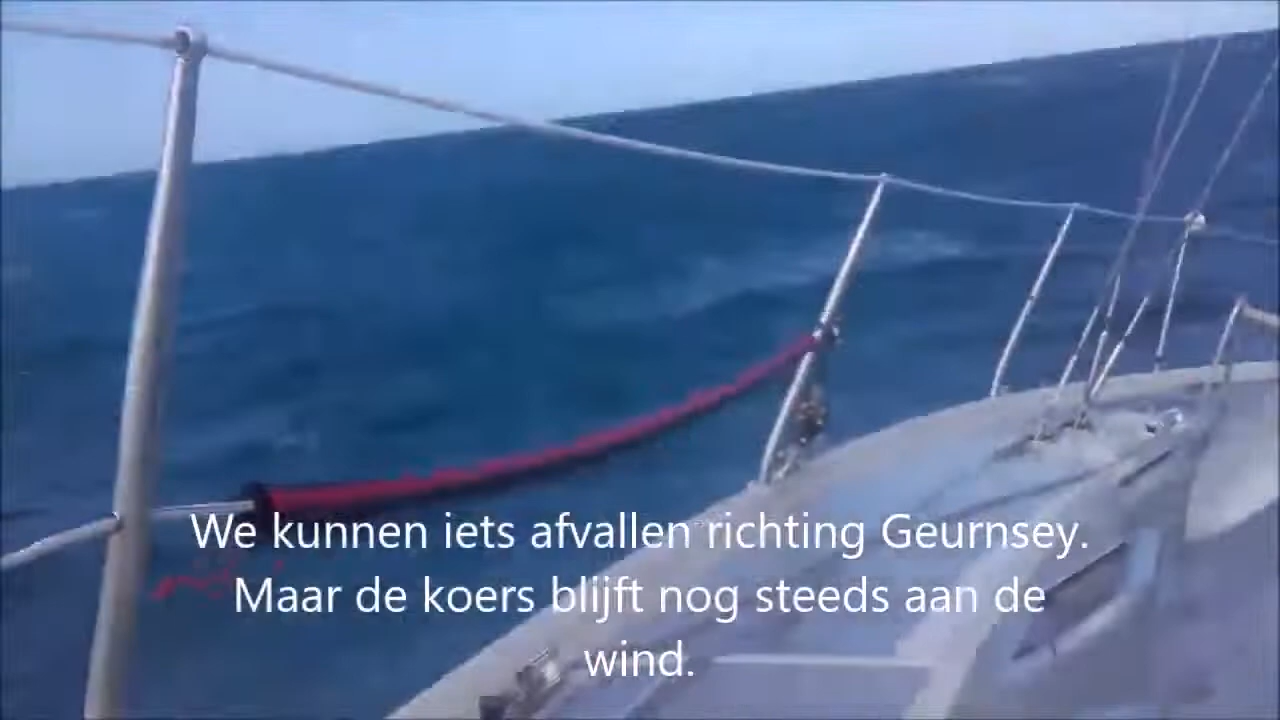 We kunnen iets afvallen richting Geurnsey.
Maar de koers blijft nog steeds aan de
wind.